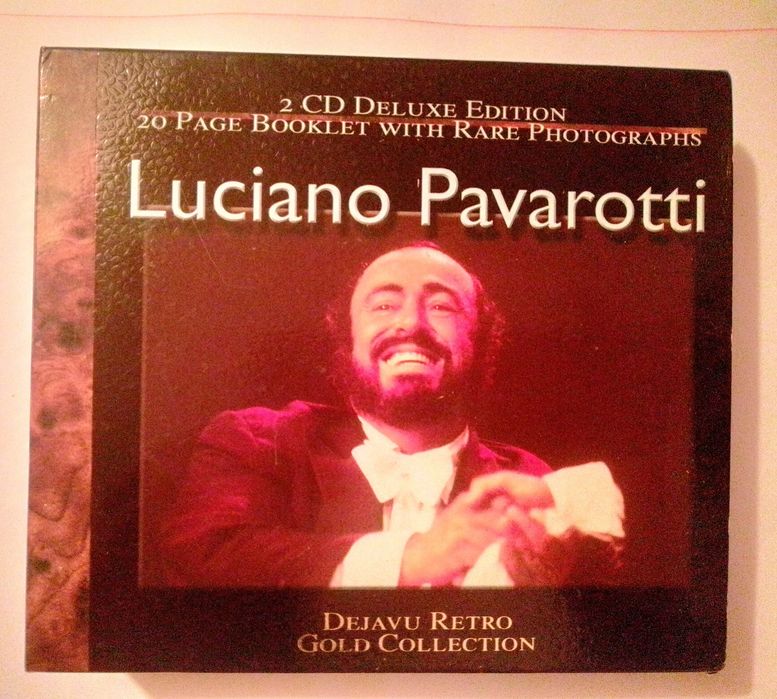 2 CD Deluxe Edition
20 Page Booklet with Rare Photographs
Luciano Pavarotti
Dejavu Retro
Gold Collection